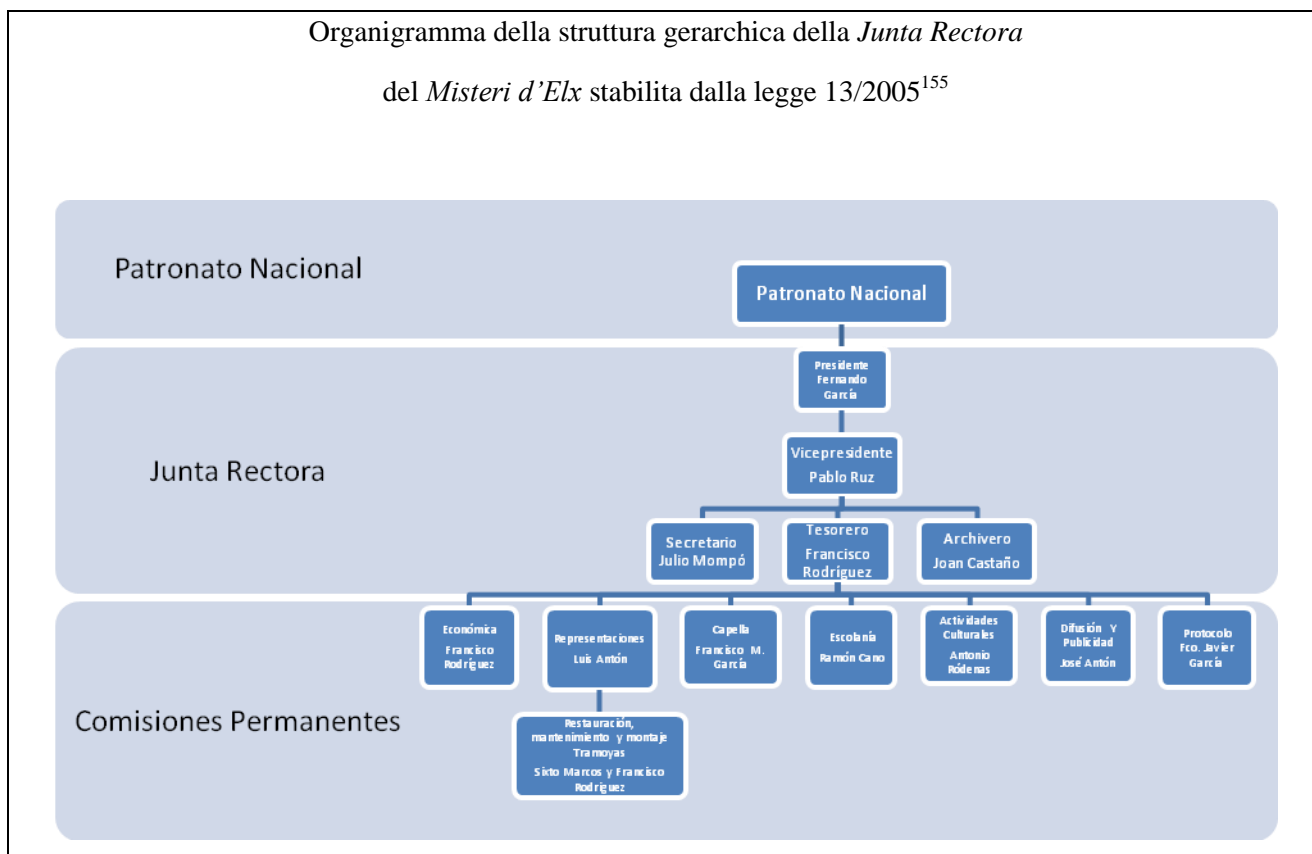 Organigramma della struttura gerarchica della Junta Rectora
del Misteri d’Elx stabilita dalla legge 13/2005155
Patronato Nacional
Patronato Nacional
Junta Rectora
Presidente
Fernando
García
Vicepresidente
Pablo Ruz
Secretario
Julio Mompó
Tesorero
Francisco
Rodríguez
Archivero
Joan Castaño
Comisiones Permanentes
Económica
Francisco
Rodríguez
Representaciones
Luis Antón
Capella
Francisco M.
García
Escolanía
Ramón Cano
Actividades
Culturales
Antonio
Ródenas
Difusión Y
Publicidad
José Antón
Protocolo
Fco. Javier
García
Restauración,
mantenimiento y montaje
Tramoyas
Sixto Marcos y Francisco
Rodríguez